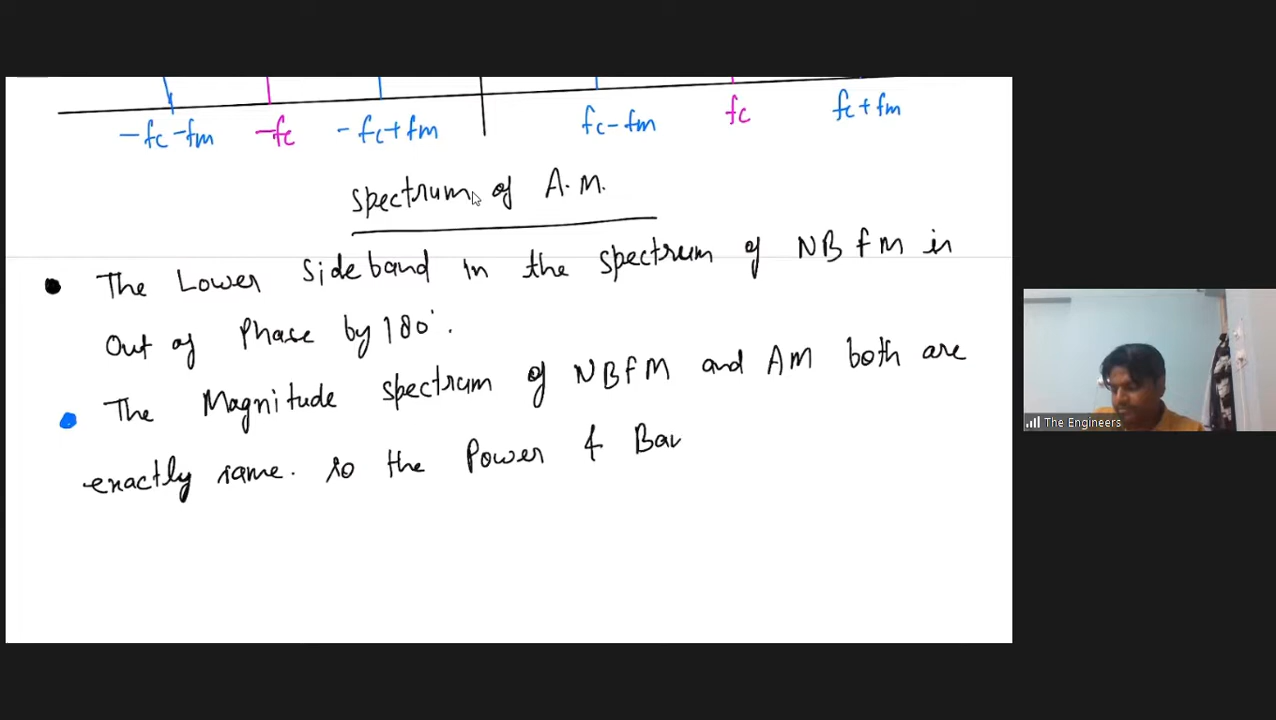 -fc-fm -fc -fc+fm fc-fm fc fc+fm
Spectrum of A.M.
The Lower Sideband in the spectrum of NBFM is
Out of Phase by 180°.
The Magnitude spectrum of NBFM and AM both are
exactly same. so the Power & Ban
The Engineers